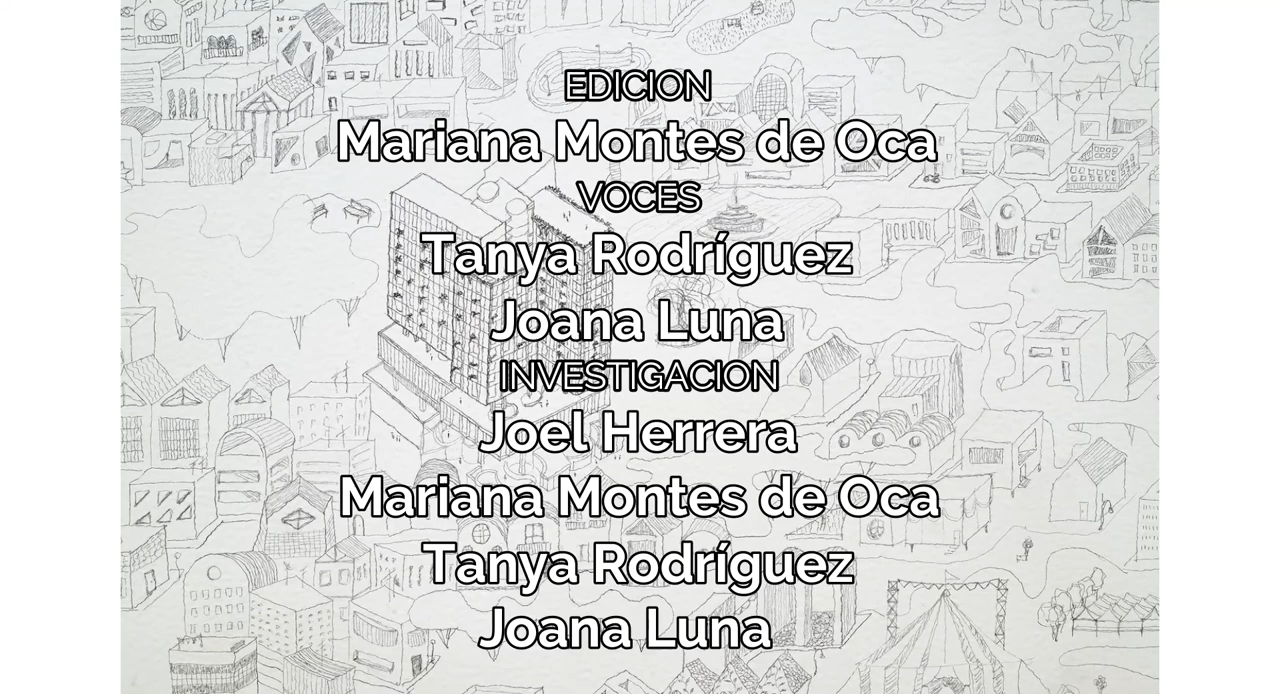 EDICION
Mariana Montes de Oca
VOCES
Tanya Rodríguez
Joana Luna
INVESTIGACION
Joel Herrera
Mariana Montes de Oca
Tanya Rodríguez
Joana Luna